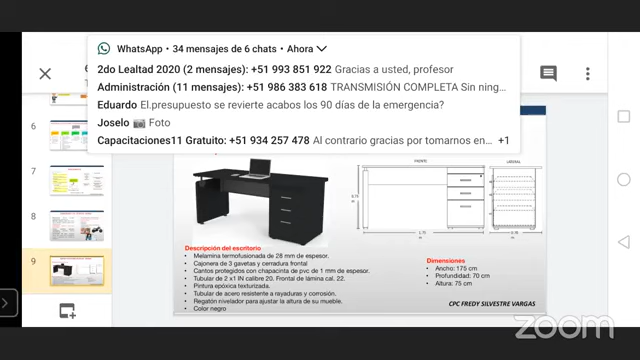 WhatsApp • 34 mensajes de 6 chats • Ahora
2do Lealtad 2020 (2 mensajes): +51 993 851 922 Gracias a usted, profesor
Administración (11 mensajes): +51 986 383 618 TRANSMISIÓN COMPLETA Sin ning...
Eduardo El.presupuesto se revierte acabos los 90 días de la emergencia?
Joselo 📷 Foto
Capacitaciones11 Gratuito: +51 934 257 478 Al contrario gracias por tomarnos en... +1
6
7
8
9
FRONTE
LATERAL
Descripción del escritorio
• Melamina termofusionada de 28 mm de espesor.
• Cajonera de 3 gavetas y cerradura frontal
• Cantos protegidos con chapacinta de pvc de 1 mm de espesor.
• Tubular de 2 x1 IN calibre 20. Frontal de lámina cal. 22.
• Pintura epóxica texturizada.
• Tubular de acero resistente a rayaduras y corrosión.
• Regatón nivelador para ajustar la altura de su mueble.
• Color negro
Dimensiones
• Ancho: 175 cm
• Profundidad: 70 cm
• Altura: 75 cm
CPC FREDY SILVESTRE VARGAS
zoom